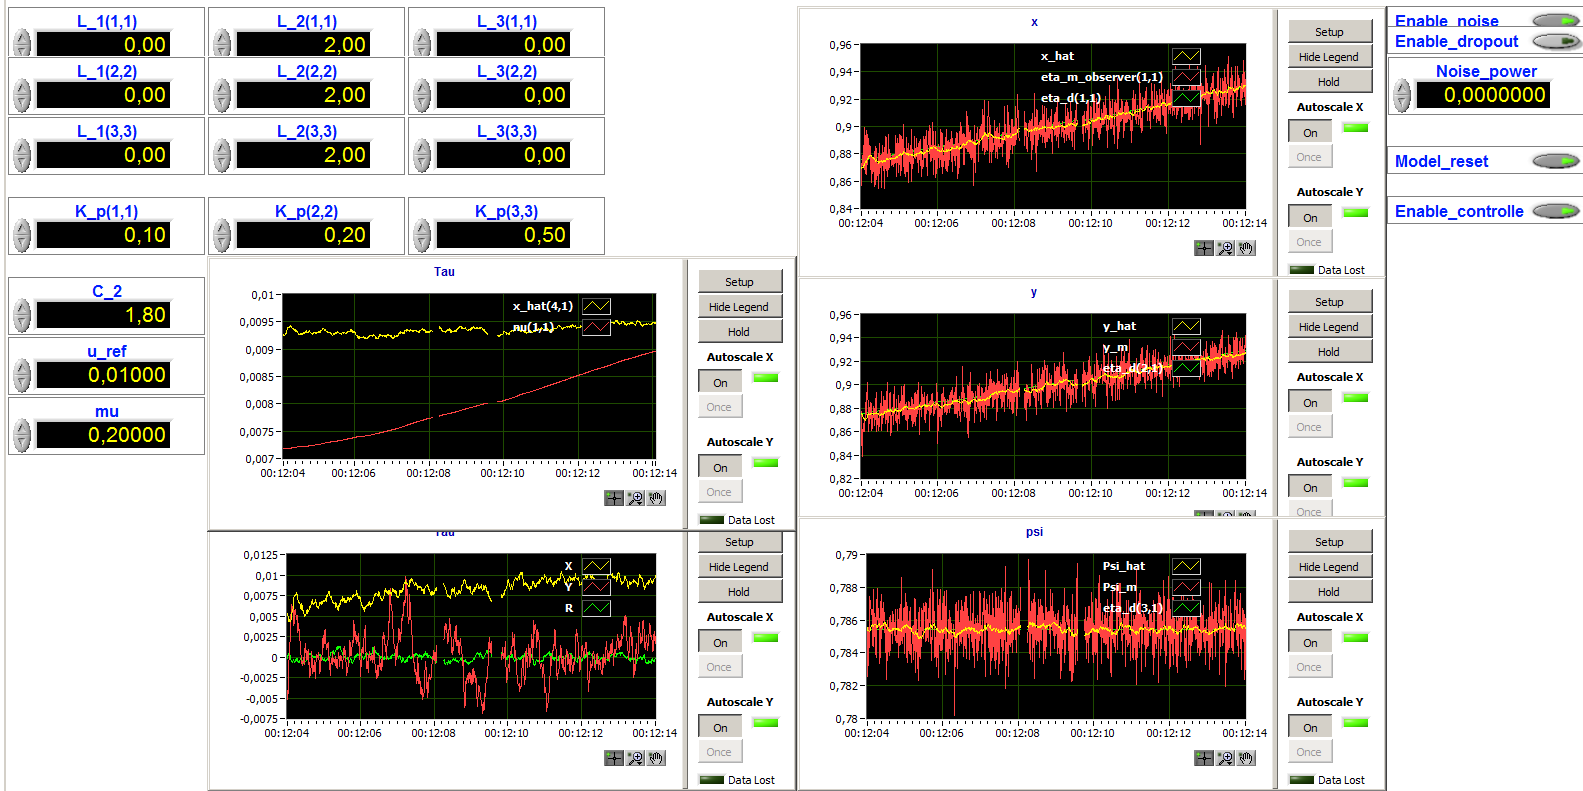 L_1(1,1) L_2(1,1) L_3(1,1)
0,00 2,00 0,00
L_1(2,2) L_2(2,2) L_3(2,2)
0,00 2,00 0,00
L_1(3,3) L_2(3,3) L_3(3,3)
0,00 2,00 0,00
K_p(1,1) K_p(2,2) K_p(3,3)
0,10 0,20 0,50
C_2
1,80
u_ref
0,01000
mu
0,20000
Tau
0,01
0,0095
0,009
0,0085
0,008
0,0075
0,007
x_hat(4,1)
nu(1,1)
00:12:04 00:12:06 00:12:08 00:12:10 00:12:12 00:12:14
Setup
Hide Legend
Hold
Autoscale X
On
Once
Autoscale Y
On
Once
Data Lost
Tau
0,0125
0,01
0,0075
0,005
0,0025
0
-0,0025
-0,005
-0,0075
X
Y
R
00:12:04 00:12:06 00:12:08 00:12:10 00:12:12 00:12:14
Setup
Hide Legend
Hold
Autoscale X
On
Once
Autoscale Y
On
Once
Data Lost
x
0,96
0,94
0,92
0,9
0,88
0,86
0,84
x_hat
eta_m_observer(1,1)
eta_d(1,1)
00:12:04 00:12:06 00:12:08 00:12:10 00:12:12 00:12:14
Setup
Hide Legend
Hold
Autoscale X
On
Once
Autoscale Y
On
Once
Data Lost
y
0,96
0,94
0,92
0,9
0,88
0,86
0,84
0,82
y_hat
y_m
eta_d(2,1)
00:12:04 00:12:06 00:12:08 00:12:10 00:12:12 00:12:14
Setup
Hide Legend
Hold
Autoscale X
On
Once
Autoscale Y
On
Once
psi
0,79
0,788
0,786
0,784
0,782
0,78
Psi_hat
Psi_m
eta_d(3,1)
00:12:04 00:12:06 00:12:08 00:12:10 00:12:12 00:12:14
Setup
Hide Legend
Hold
Autoscale X
On
Once
Autoscale Y
On
Once
Data Lost
Enable_noise
Enable_dropout
Noise_power
0,0000000
Model_reset
Enable_controlle